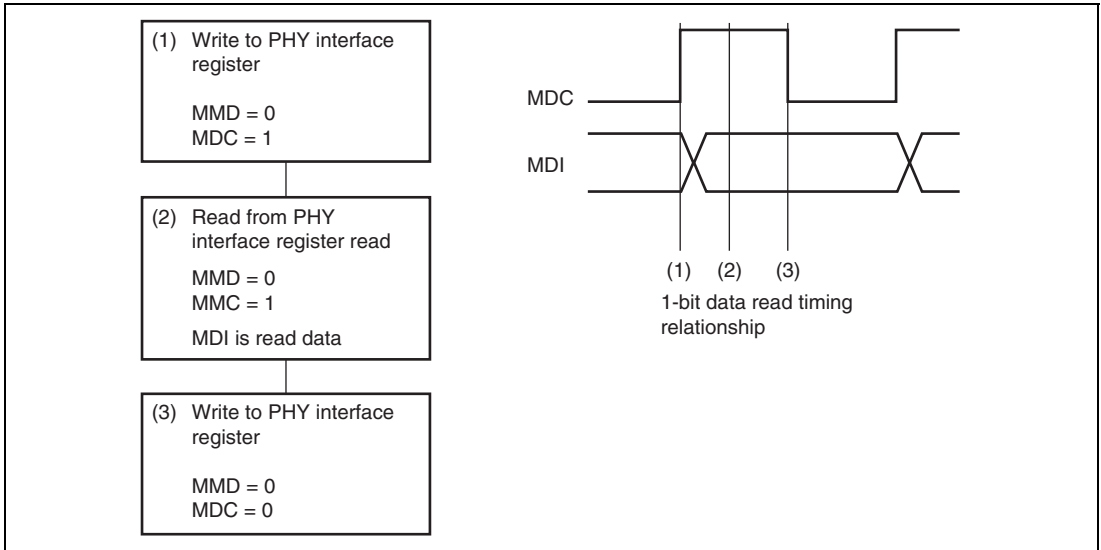 (1) Write to PHY interface
register
MMD = 0
MDC = 1
(2) Read from PHY
interface register read
MMD = 0
MMC = 1
MDI is read data
(3) Write to PHY interface
register
MMD = 0
MDC = 0
MDC
MDI
(1) (2) (3)
1-bit data read timing
relationship